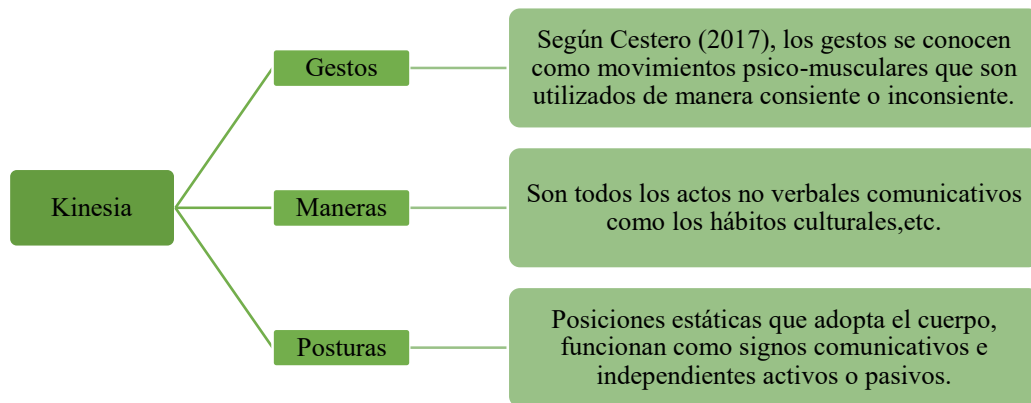 Kinesia
Gestos
Según Cestero (2017), los gestos se conocen
como movimientos psico-musculares que son
utilizados de manera consiente o inconsiente.
Maneras
Son todos los actos no verbales comunicativos
como los hábitos culturales,etc.
Posturas
Posiciones estáticas que adopta el cuerpo,
funcionan como signos comunicativos e
independientes activos o pasivos.